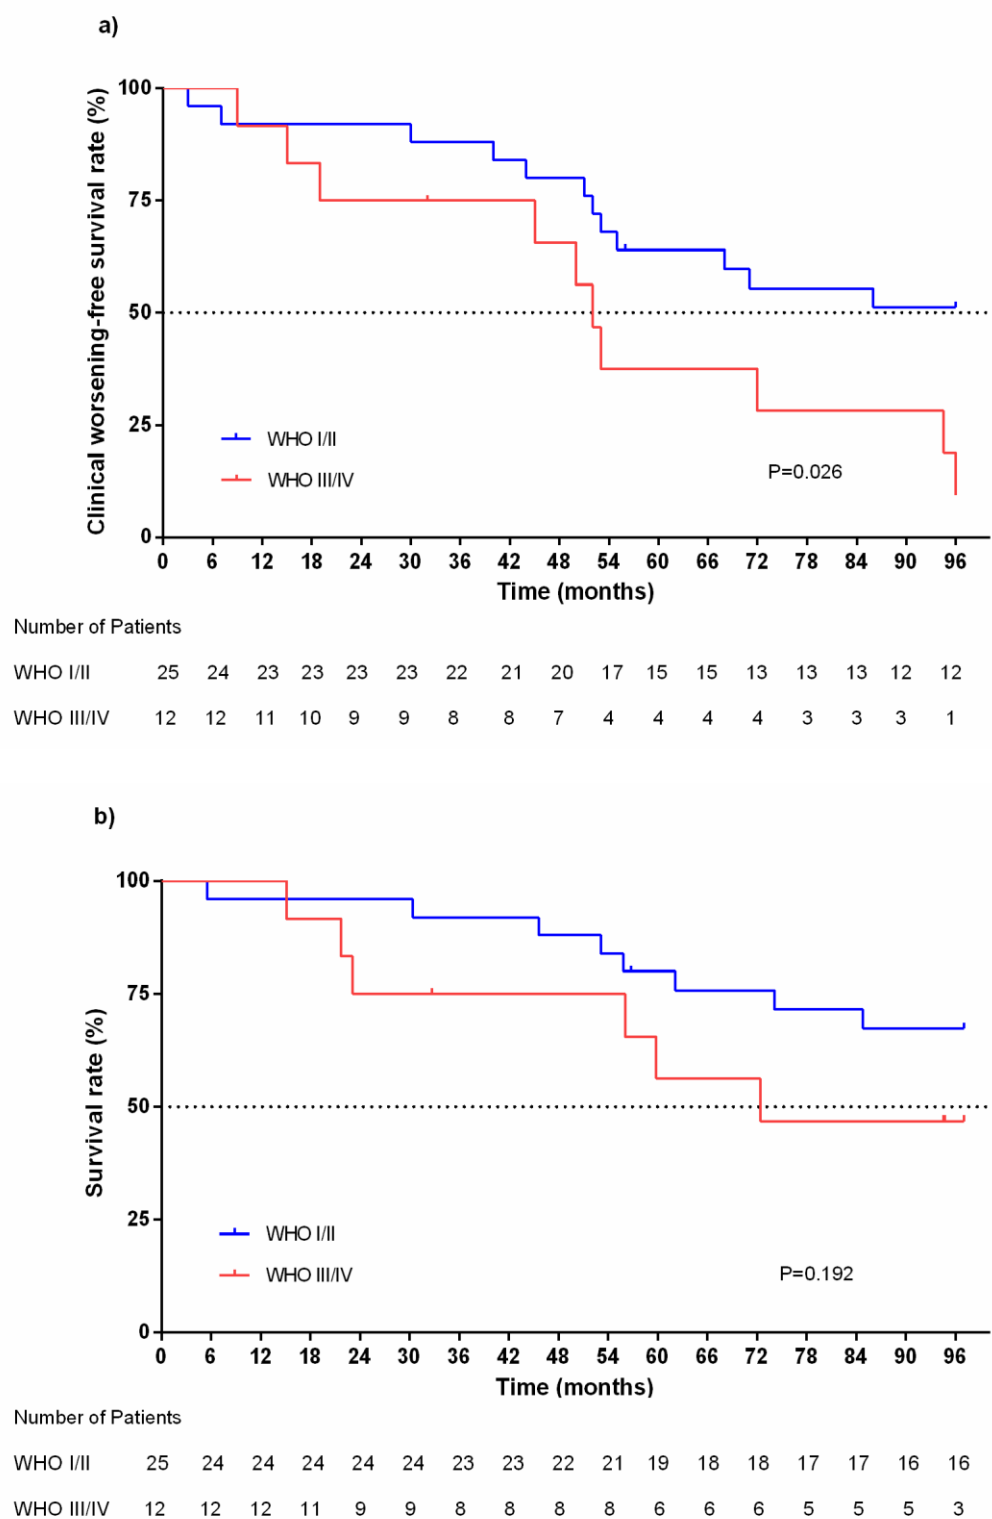 a)
Clinical worsening-free survival rate (%)
100
75
50
25
0
WHO I/II
WHO III/IV
P=0.026
0 6 12 18 24 30 36 42 48 54 60 66 72 78 84 90 96
Time (months)
Number of Patients
WHO I/II 25 24 23 23 23 23 22 21 20 17 15 15 13 13 13 12 12
WHO III/IV 12 12 11 10 9 9 8 8 7 4 4 4 4 3 3 3 1
b)
Survival rate (%)
100
75
50
25
0
WHO I/II
WHO III/IV
P=0.192
0 6 12 18 24 30 36 42 48 54 60 66 72 78 84 90 96
Time (months)
Number of Patients
WHO I/II 25 24 24 24 24 24 23 23 22 21 19 18 18 17 17 16 16
WHO III/IV 12 12 12 11 9 9 8 8 8 8 6 6 6 5 5 5 3